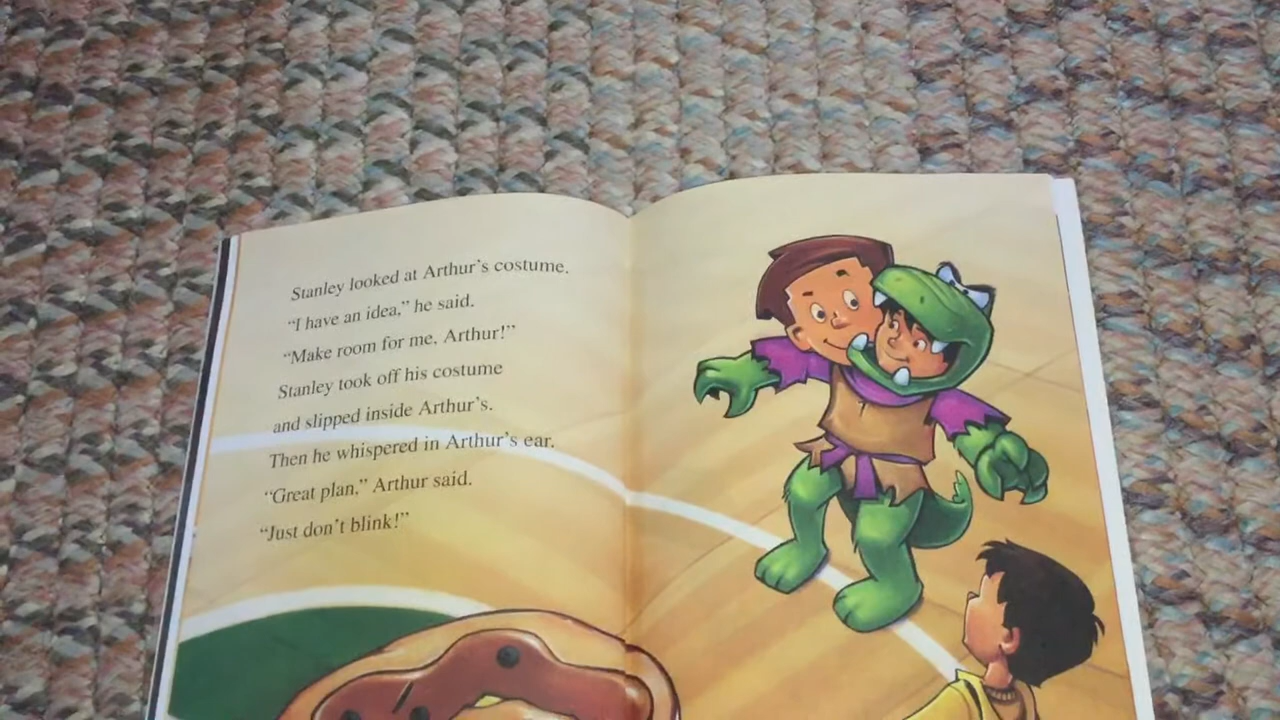 Stanley looked at Arthur’s costume.
“I have an idea,” he said.
“Make room for me, Arthur!”
Stanley took off his costume
and slipped inside Arthur’s.
Then he whispered in Arthur’s ear.
“Great plan,” Arthur said.
“Just don’t blink!”